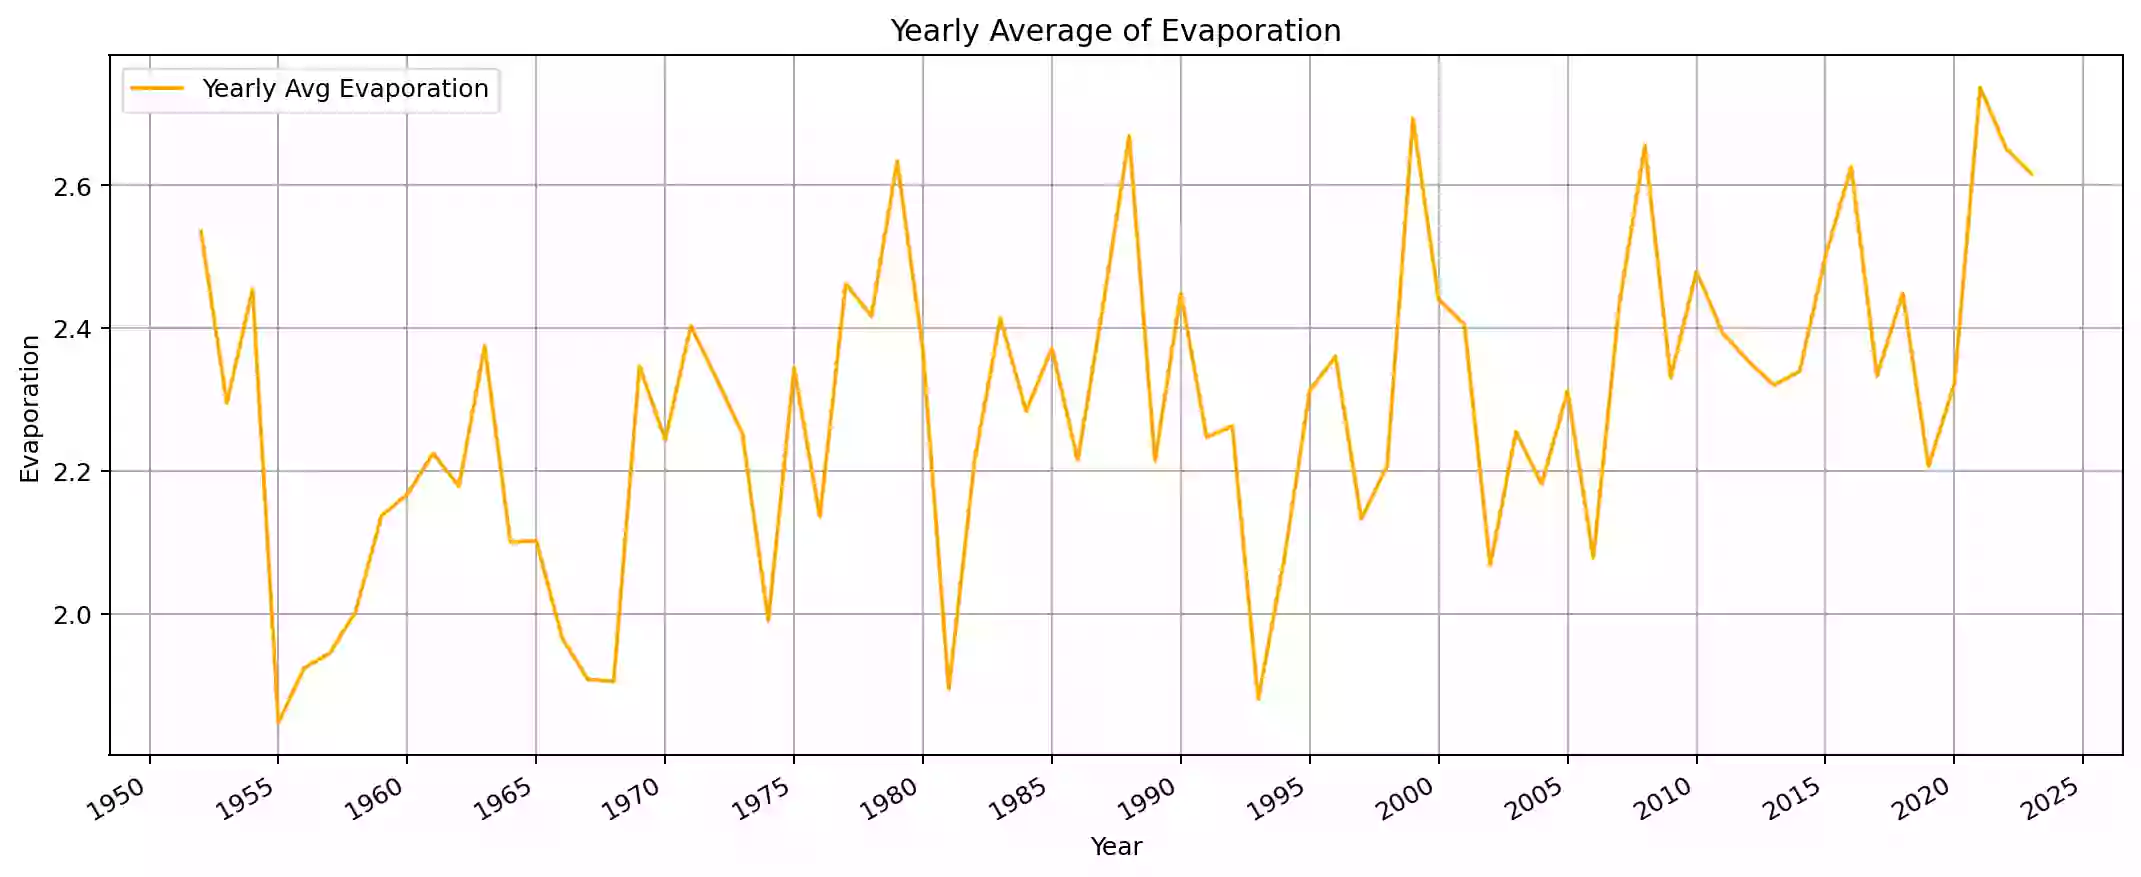 Yearly Average of Evaporation
Yearly Avg Evaporation
2.6
2.4
2.2
2.0
Evaporation
1950 1955 1960 1965 1970 1975 1980 1985 1990 1995 2000 2005 2010 2015 2020 2025
Year